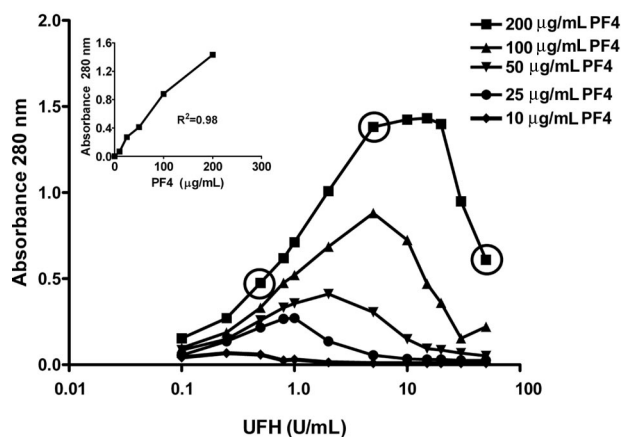 200 μg/mL PF4
100 μg/mL PF4
50 μg/mL PF4
25 μg/mL PF4
10 μg/mL PF4
Absorbance 280 nm
1.6
1.2
0.8
0.4
0.0
R²=0.98
0
100
200
300
PF4 (μg/mL)
Absorbance 280 nm
2.0
1.5
1.0
0.5
0.0
0.01
0.1
1.0
10
100
UFH (U/mL)